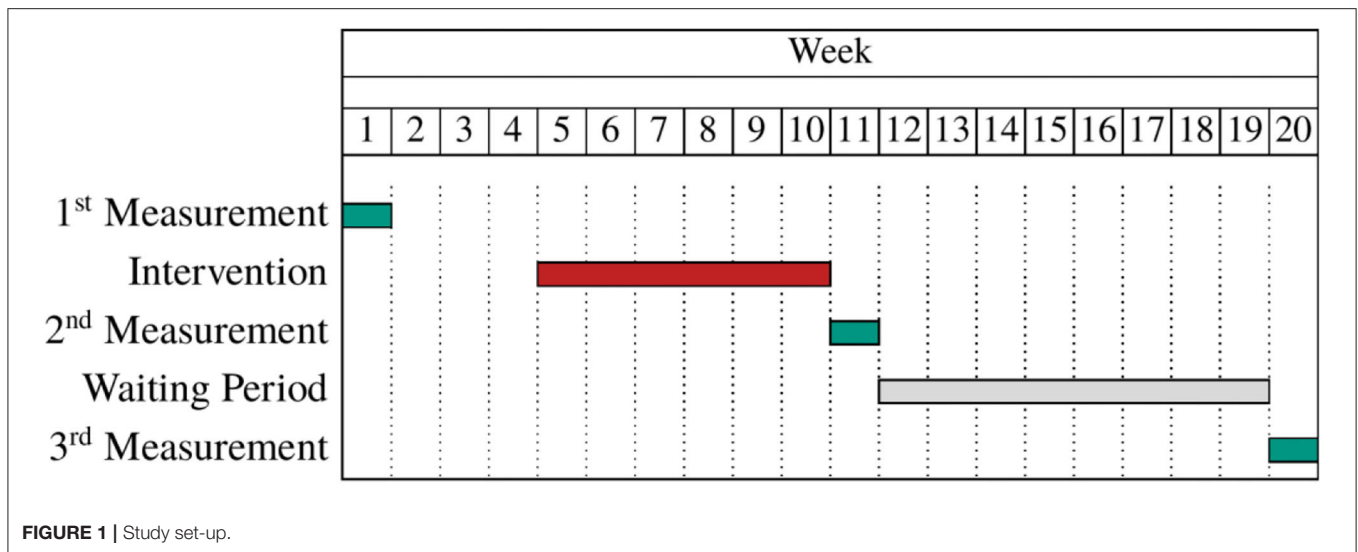 Week
1 2 3 4 5 6 7 8 9 10 11 12 13 14 15 16 17 18 19 20
1st Measurement
Intervention
2nd Measurement
Waiting Period
3rd Measurement
FIGURE 1 | Study set-up.